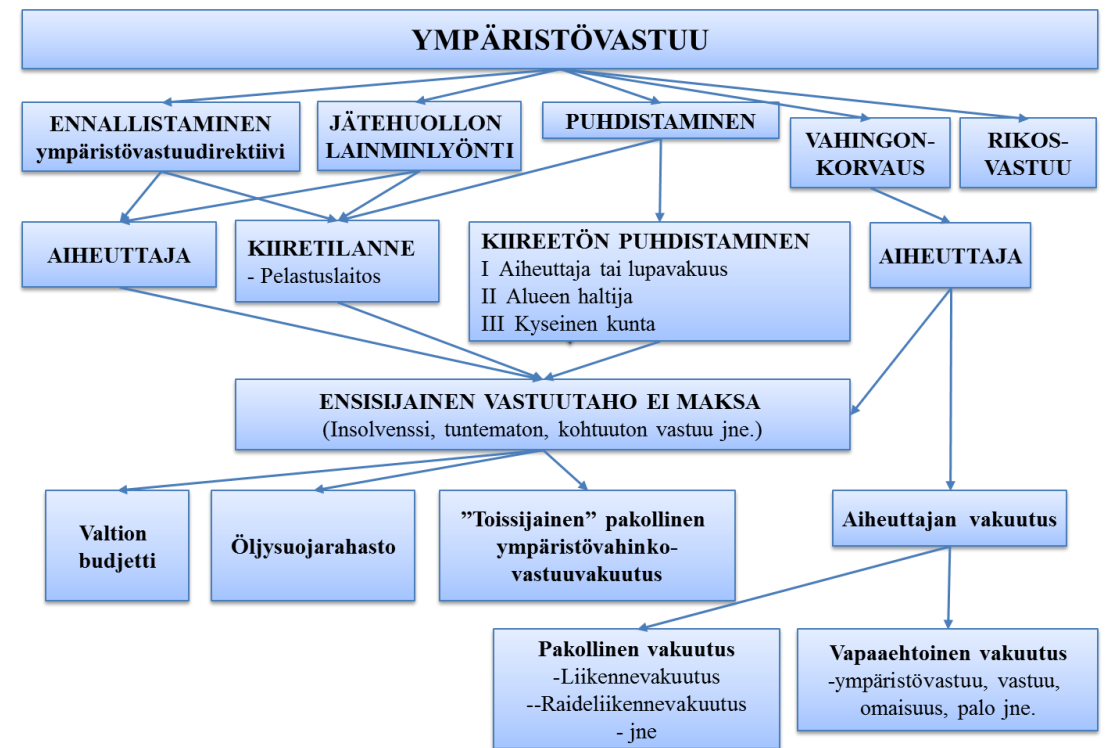 YMPÄRISTÖVASTUU
ENNALLISTAMINEN
ympäristövastuudirektiivi
JÄTEHUOLLON
LAINMINLYÖNTI
PUHDISTAMINEN
VAHINGON-
KORVAUS
RIKOS-
VASTUU
AIHEUTTAJA
KIIRETILANNE
- Pelastuslaitos
KIIREETÖN PUHDISTAMINEN
I Aiheuttaja tai lupavakuus
II Alueen haltija
III Kyseinen kunta
AIHEUTTAJA
ENSISIJAINEN VASTUUTAHO EI MAKSA
(Insolvenssi, tuntematon, kohtuuton vastuu jne.)
Valtion
budjetti
Öljysuojarahasto
”Toissijainen” pakollinen
ympäristövahinko-
vastuuvakuutus
Aiheuttajan vakuutus
Pakollinen vakuutus
-Liikennevakuutus
--Raideliikennevakuutus
- jne
Vapaaehtoinen vakuutus
-ympäristövastuu, vastuu,
omaisuus, palo jne.